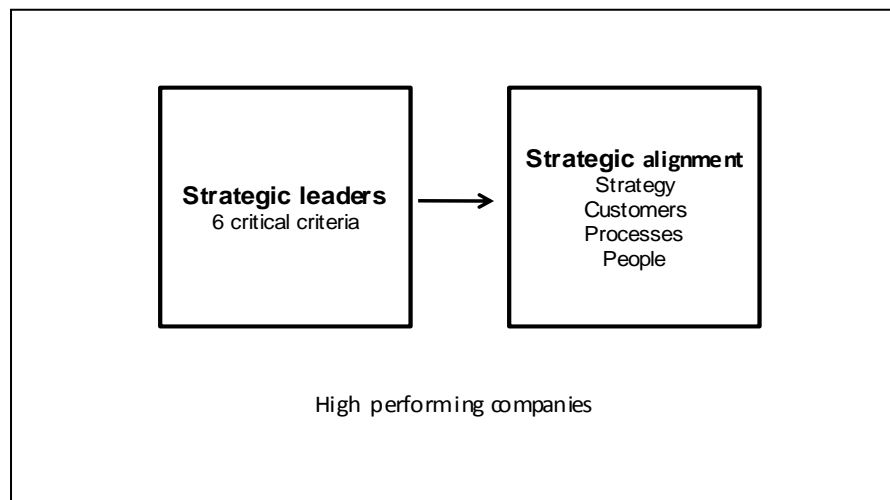 Strategic leaders
6 critical criteria
Strategic alignment
Strategy
Customers
Processes
People
High performing companies